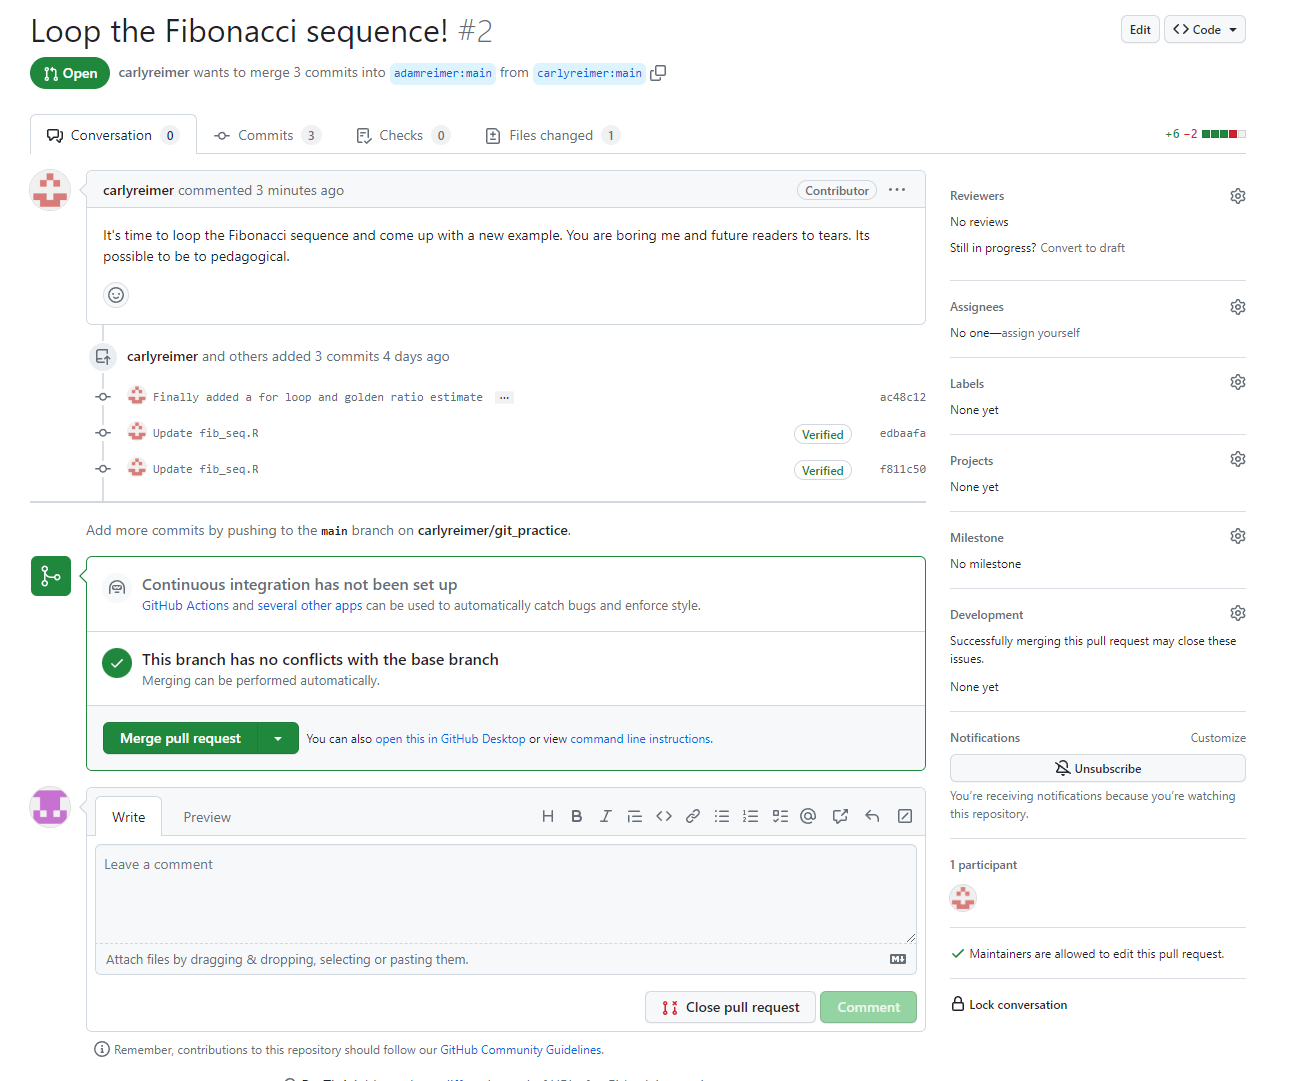 Loop the Fibonacci sequence! #2
Edit
Code
Open
carlyreimer wants to merge 3 commits into adamreimer:main from carlyreimer:main
Conversation 0
Commits 3
Checks 0
Files changed 1
+6 −2
carlyreimer commented 3 minutes ago
Contributor
It's time to loop the Fibonacci sequence and come up with a new example. You are boring me and future readers to tears. Its
possible to be to pedagogical.
carlyreimer and others added 3 commits 4 days ago
Finally added a for loop and golden ratio estimate ...
ac48c12
Update fib_seq.R
Verified
edbaafa
Update fib_seq.R
Verified
f811c50
Add more commits by pushing to the main branch on carlyreimer/git_practice.
Continuous integration has not been set up
GitHub Actions and several other apps can be used to automatically catch bugs and enforce style.
This branch has no conflicts with the base branch
Merging can be performed automatically.
Merge pull request
You can also open this in GitHub Desktop or view command line instructions.
Write
Preview
Leave a comment
Attach files by dragging & dropping, selecting or pasting them.
Close pull request
Comment
Remember, contributions to this repository should follow our GitHub Community Guidelines.
Reviewers
No reviews
Still in progress? Convert to draft
Assignees
No one—assign yourself
Labels
None yet
Projects
None yet
Milestone
No milestone
Development
Successfully merging this pull request may close these
issues.
None yet
Notifications
Customize
Unsubscribe
You're receiving notifications because you're watching
this repository.
1 participant
Maintainers are allowed to edit this pull request.
Lock conversation